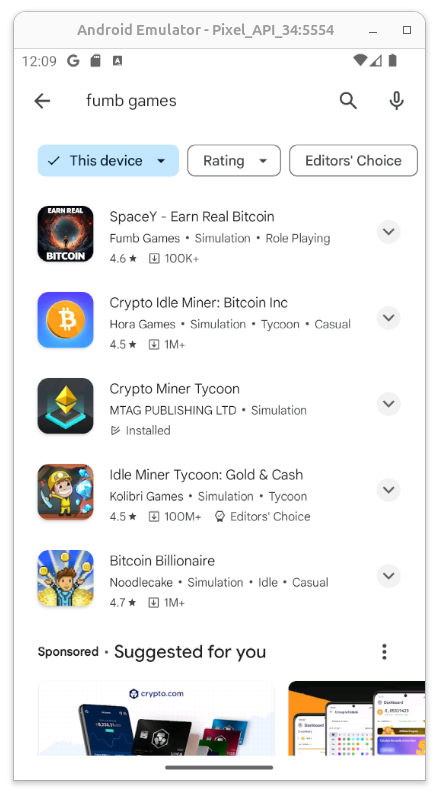 Android Emulator - Pixel_API_34:5554
12:09
fumb games
This device
Rating
Editors' Choice
EARN REAL
BITCOIN
SpaceY - Earn Real Bitcoin
Fumb Games • Simulation • Role Playing
4.6 ★ 100K+
Crypto Idle Miner: Bitcoin Inc
Hora Games • Simulation • Tycoon • Casual
4.5 ★ 1M+
Crypto Miner Tycoon
MTAG PUBLISHING LTD • Simulation
Installed
Idle Miner Tycoon: Gold & Cash
Kolibri Games • Simulation • Tycoon
4.5 ★ 100M+ Editors' Choice
Bitcoin Billionaire
Noodlecake • Simulation • Idle • Casual
4.7 ★ 1M+
Sponsored • Suggested for you
crypto.com
Dashboard
Dashboard